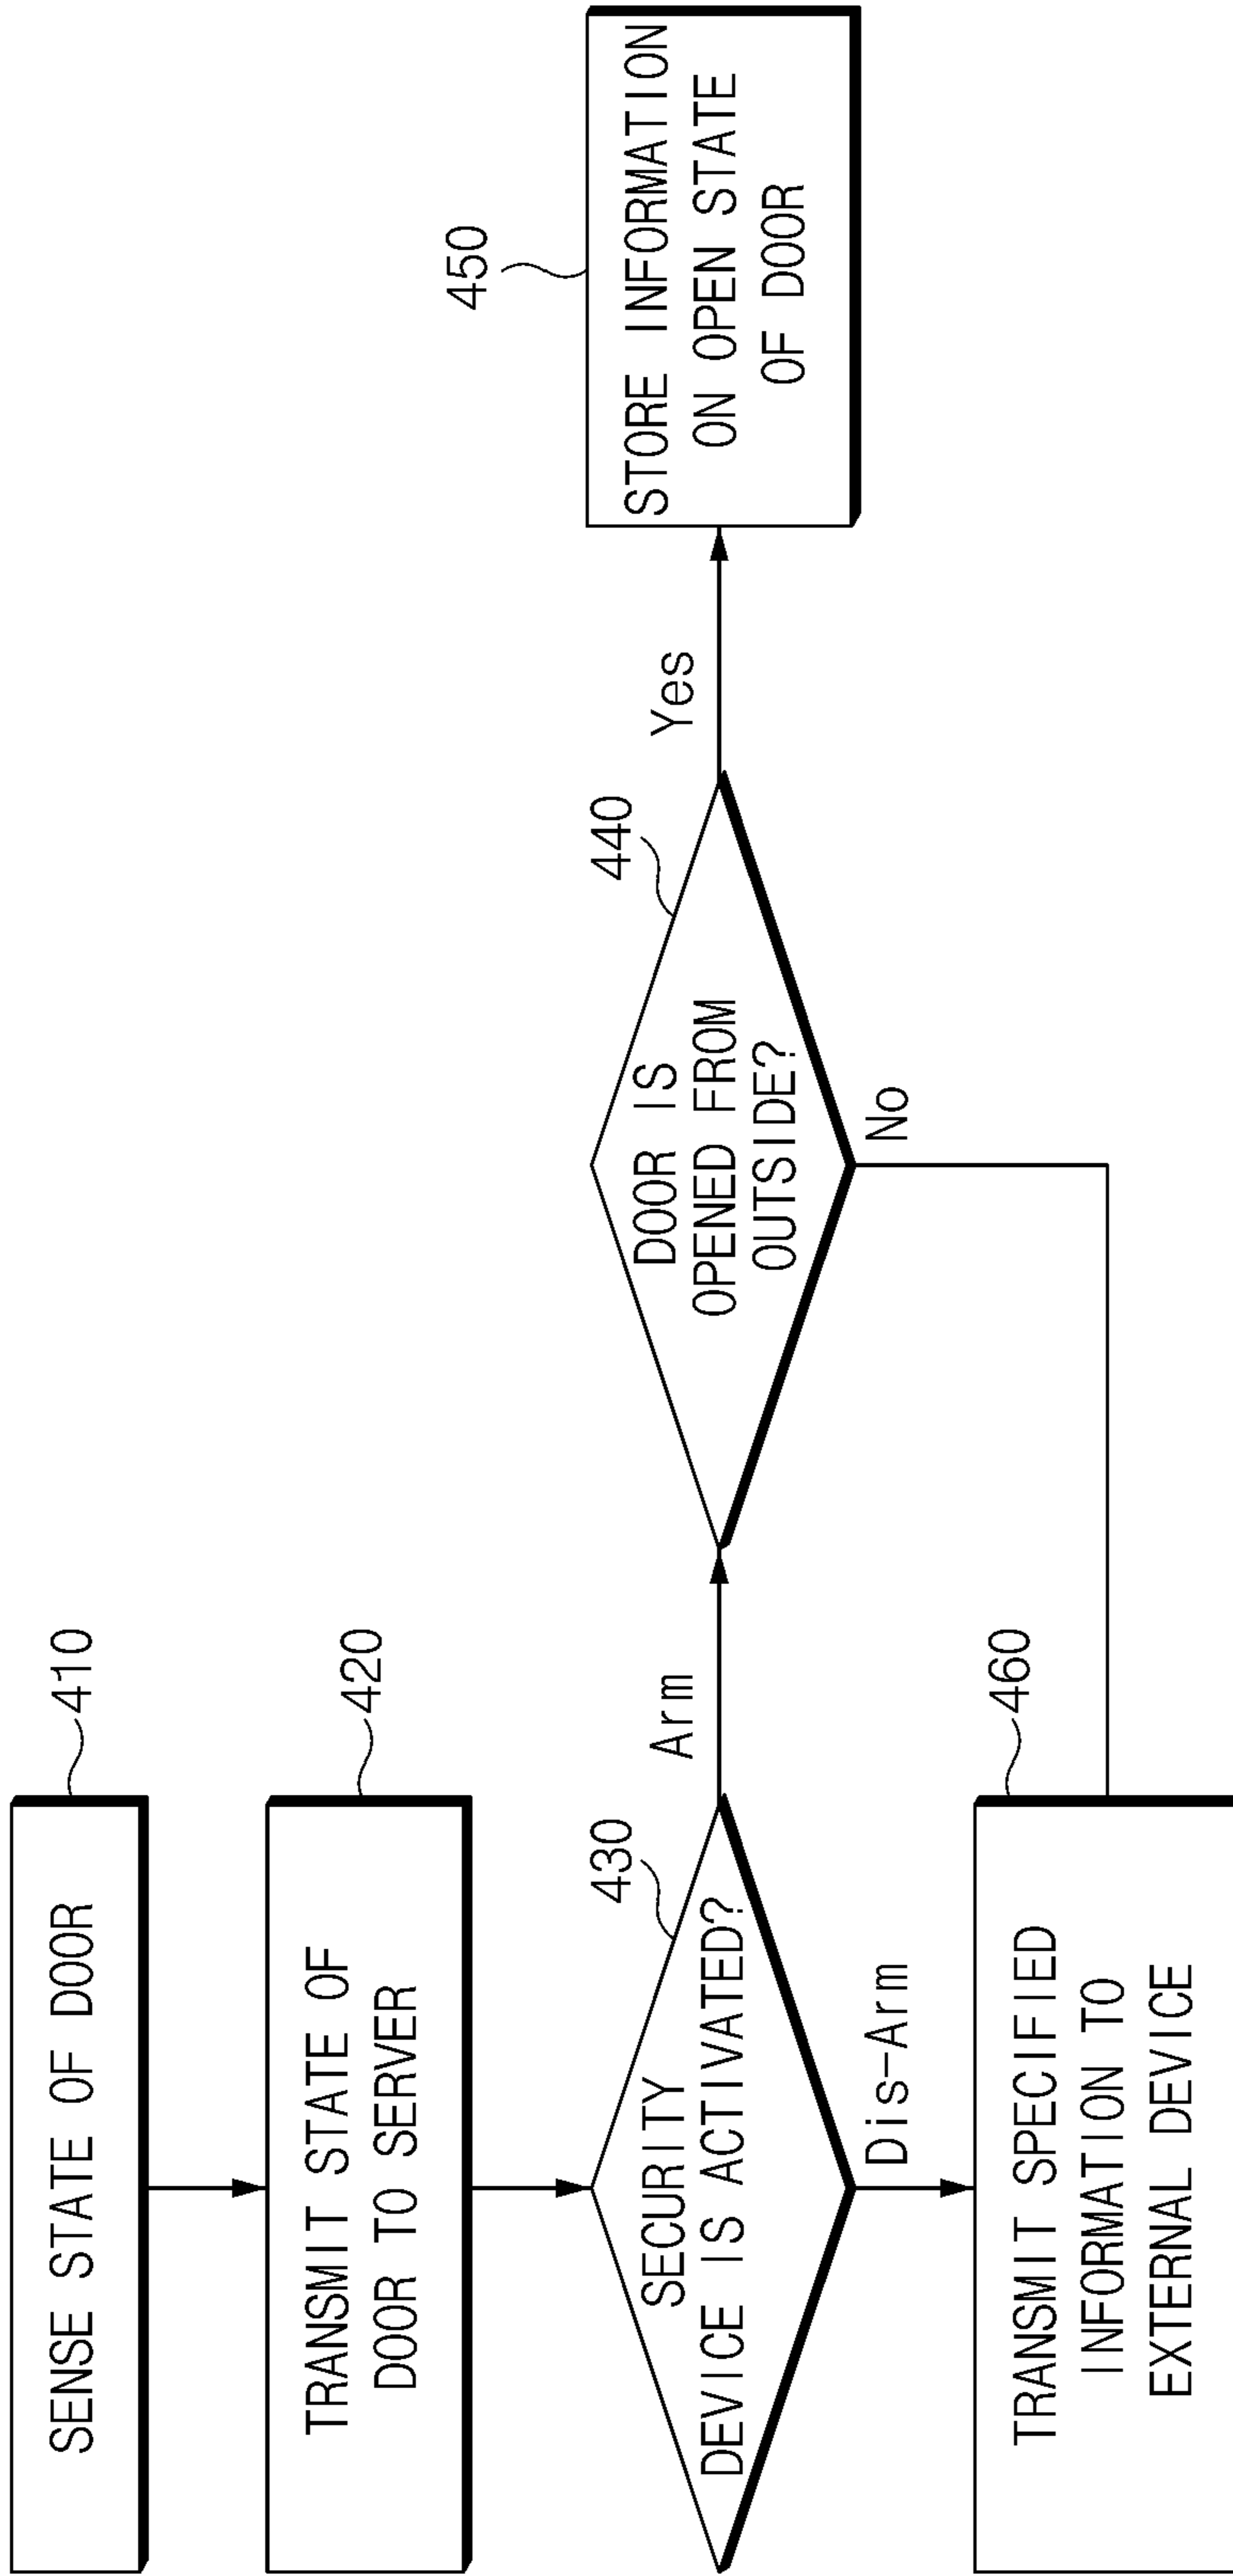 410
SENSE STATE OF DOOR
420
TRANSMIT STATE OF
DOOR TO SERVER
430
SECURITY
DEVICE IS ACTIVATED?
Arm
Dis-Arm
440
DOOR IS
OPENED FROM
OUTSIDE?
Yes
No
450
STORE INFORMATION
ON OPEN STATE
OF DOOR
460
TRANSMIT SPECIFIED
INFORMATION TO
EXTERNAL DEVICE